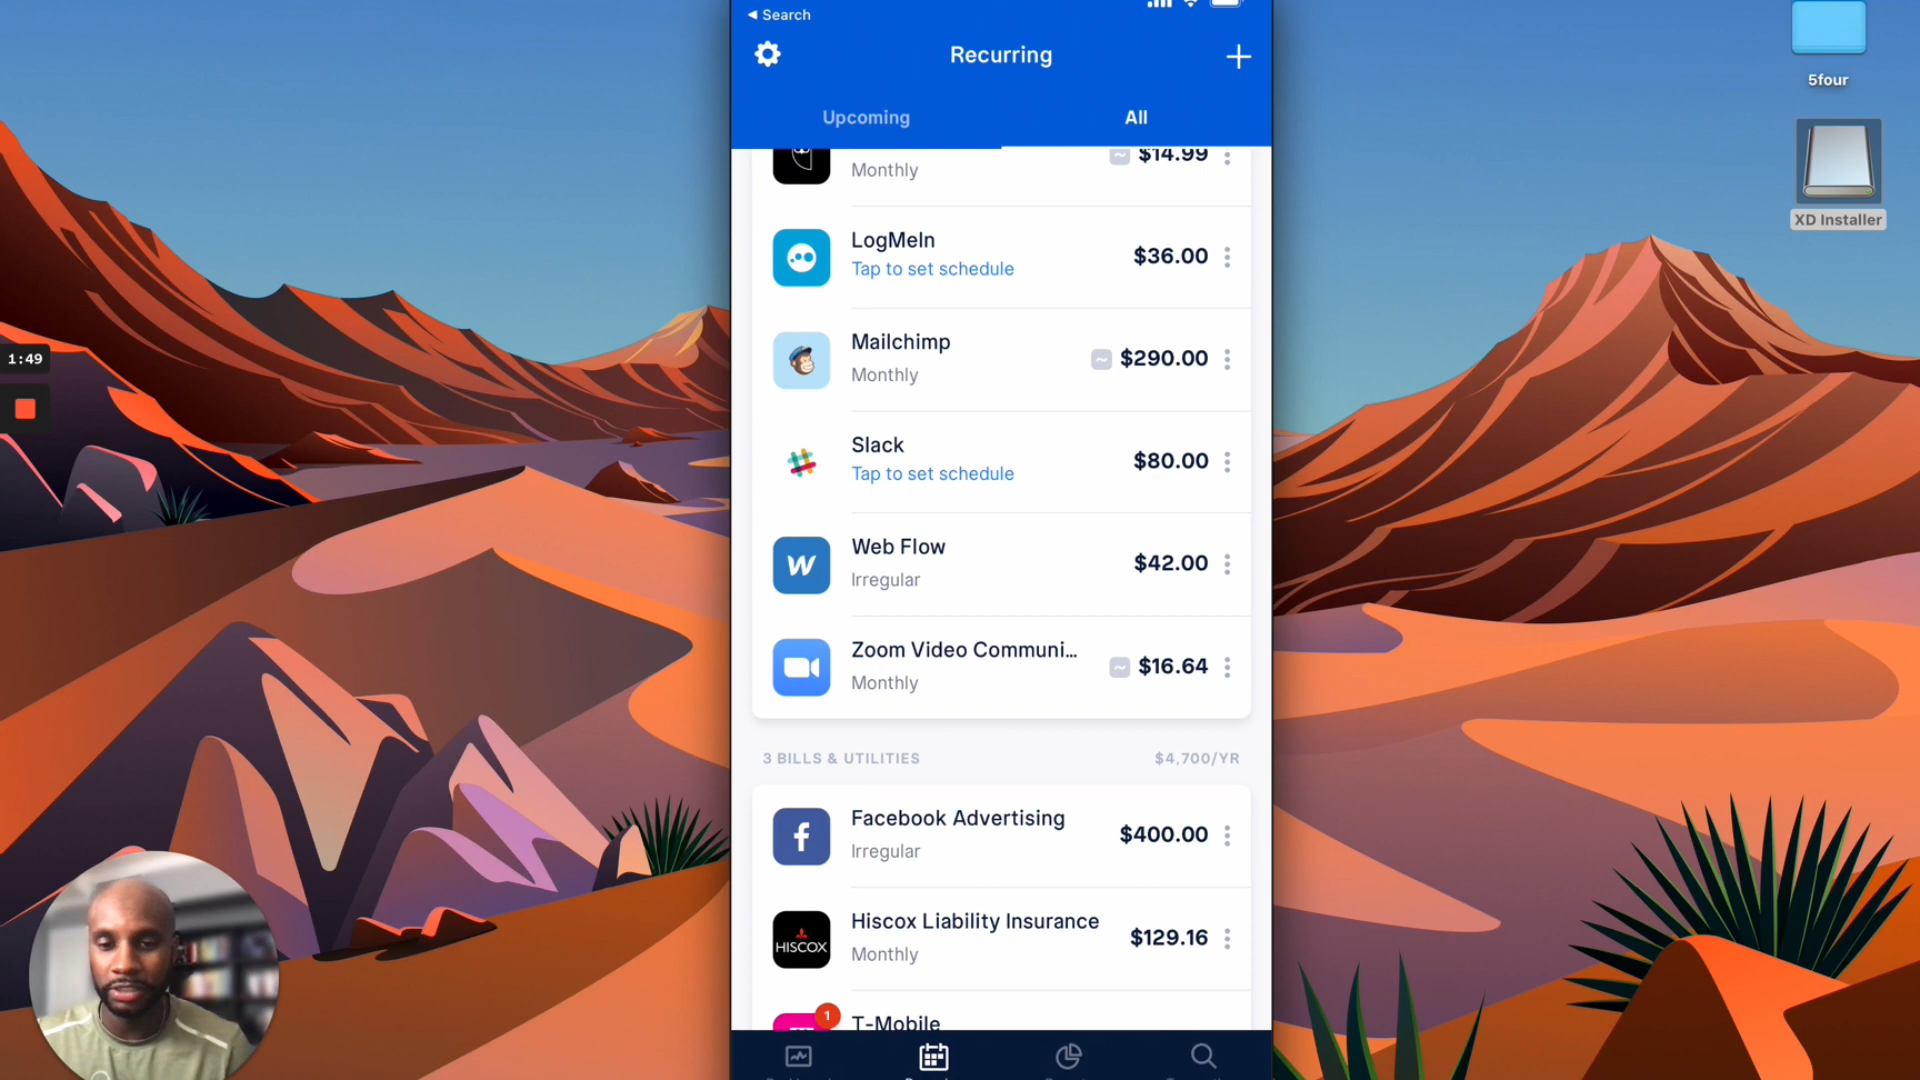 ◀ Search
Recurring
Upcoming
All
$14.99
Monthly
LogMeIn
$36.00
Tap to set schedule
Mailchimp
$290.00
Monthly
Slack
$80.00
Tap to set schedule
Web Flow
$42.00
Irregular
Zoom Video Communi...
$16.64
Monthly
3 BILLS & UTILITIES
$4,700/YR
Facebook Advertising
$400.00
Irregular
HISCOX
Hiscox Liability Insurance
$129.16
Monthly
1
T-Mobile
1:49
5four
XD Installer